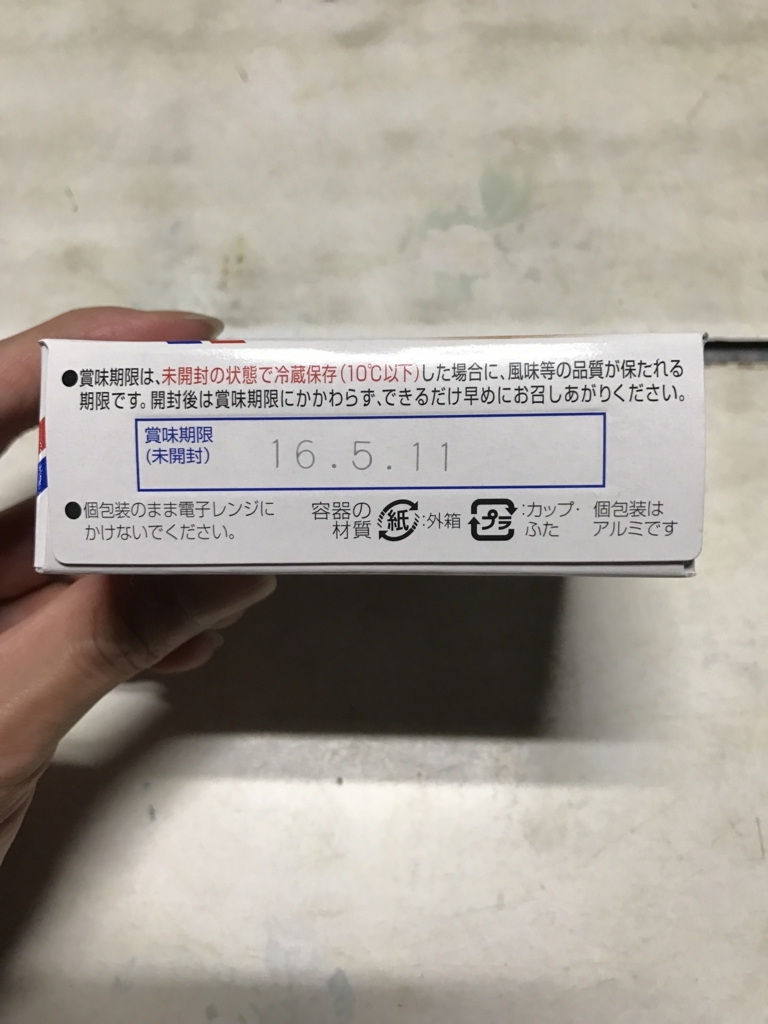 ●賞味期限は、未開封の状態で冷蔵保存(10℃以下)した場合に、風味等の品質が保たれる
期限です。開封後は賞味期限にかかわらず、できるだけ早めにお召しあがりください。
賞味期限
(未開封)
16.5.11
●個包装のまま電子レンジに
かけないでください。
容器の
材質
紙:外箱
プラ:カップ・
ふた
個包装は
アルミです